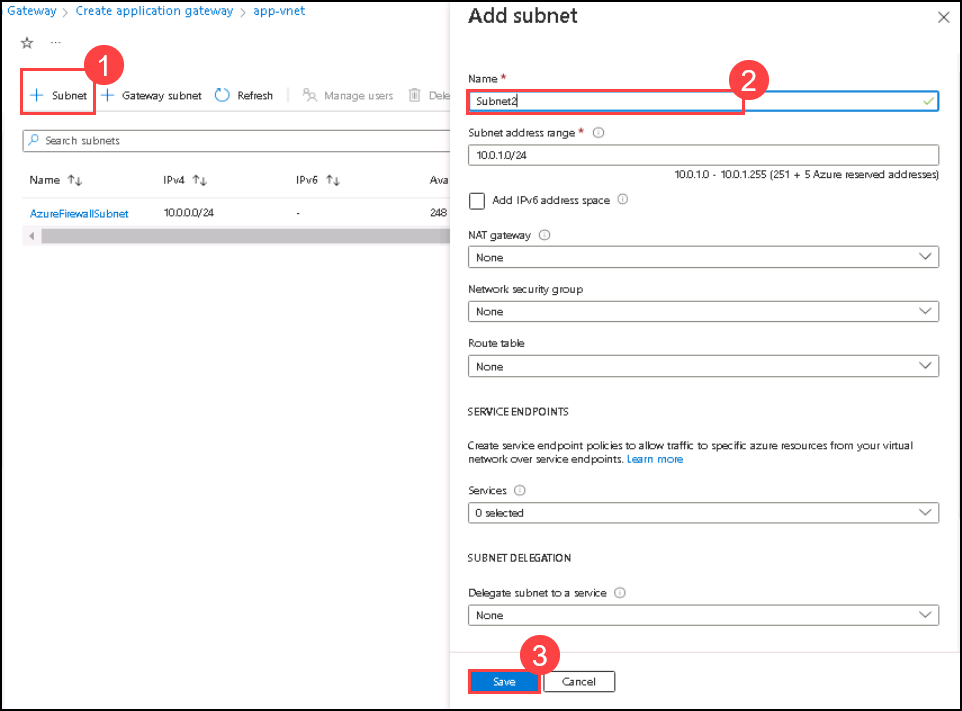 Gateway > Create application gateway > app-vnet
...
1
+ Subnet + Gateway subnet Refresh Manage users Dele
Search subnets
Name ↑↓ IPv4 ↑↓ IPv6 ↑↓ Ava
AzureFirewallSubnet 10.0.0.0/24 - 248
Add subnet
Name *
2
Subnet2
Subnet address range *
10.0.1.0/24
10.0.1.0 - 10.0.1.255 (251 + 5 Azure reserved addresses)
Add IPv6 address space
NAT gateway
None
Network security group
None
Route table
None
SERVICE ENDPOINTS
Create service endpoint policies to allow traffic to specific azure resources from your virtual
network over service endpoints. Learn more
Services
0 selected
SUBNET DELEGATION
Delegate subnet to a service
None
3
Save Cancel